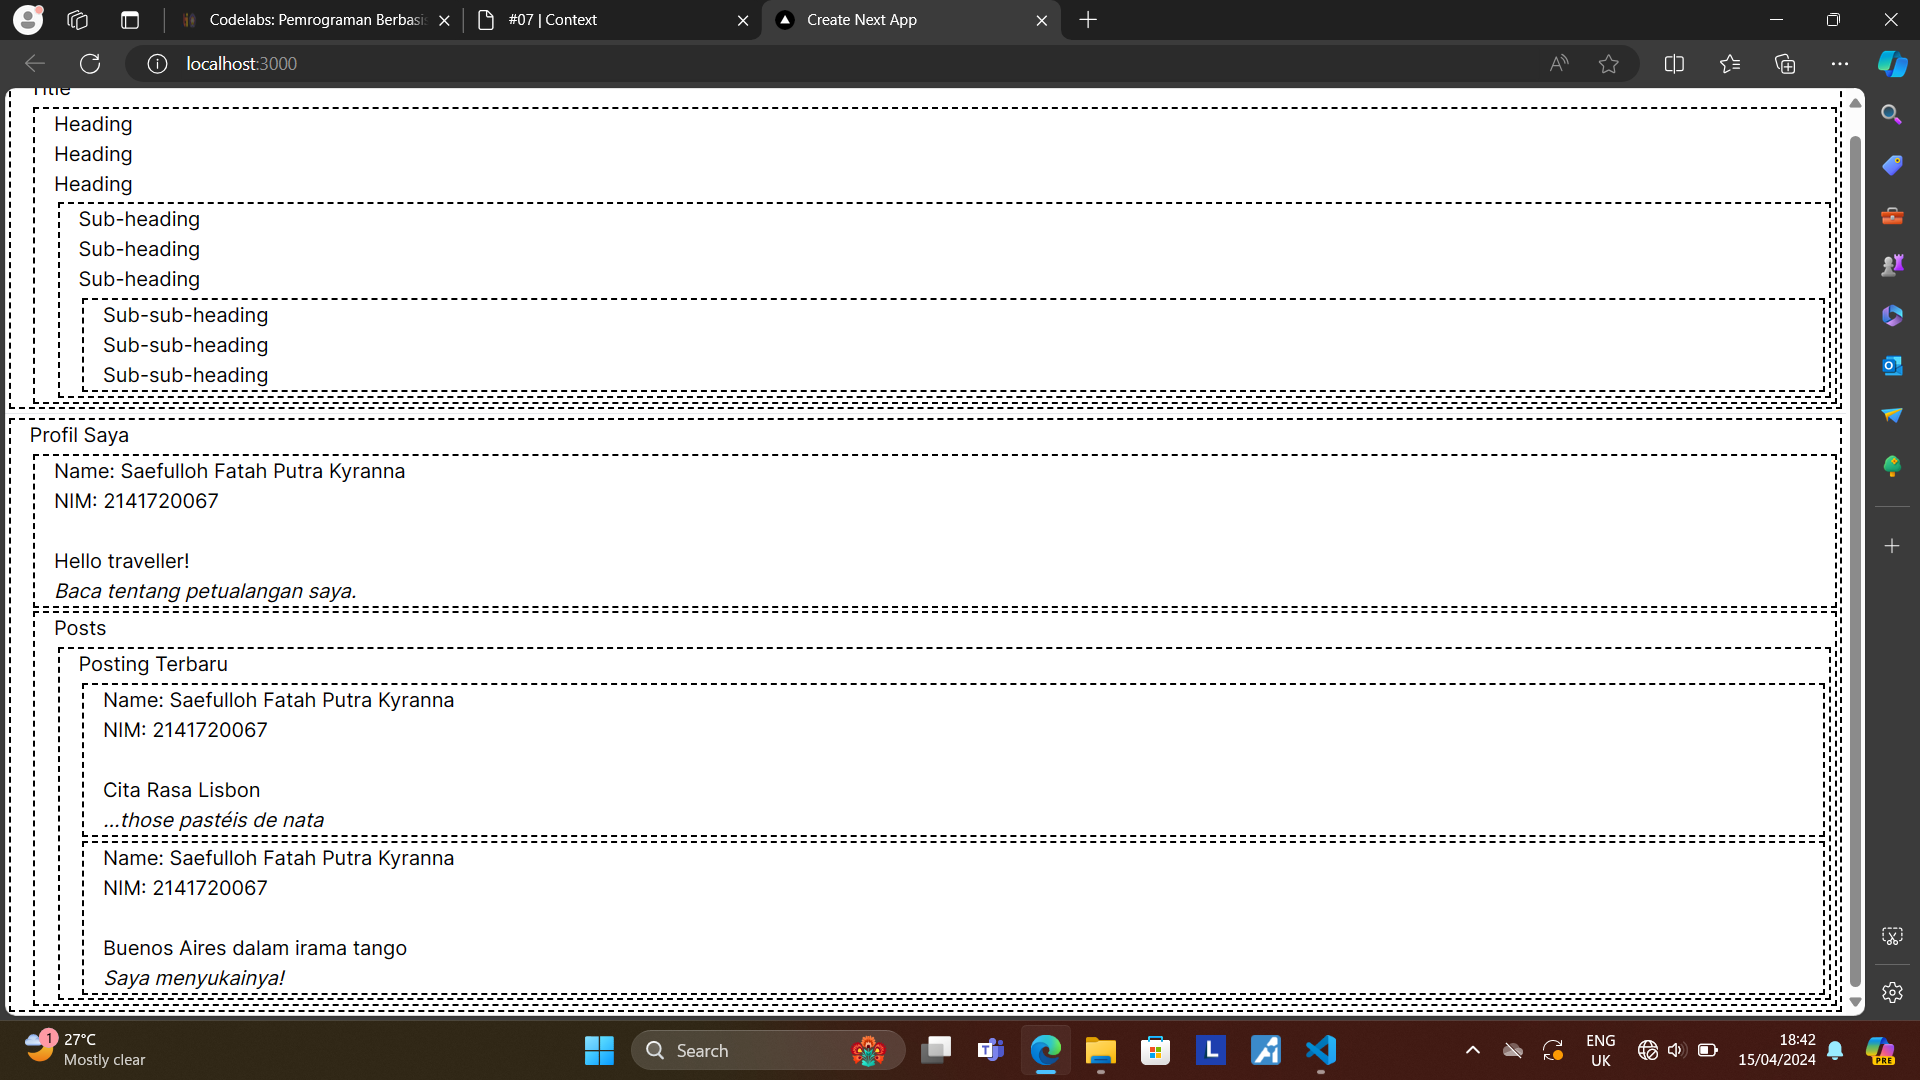 Codelabs: Pemrograman Berbasis
#07 | Context
Create Next App
localhost:3000
Title
Heading
Heading
Heading
Sub-heading
Sub-heading
Sub-heading
Sub-sub-heading
Sub-sub-heading
Sub-sub-heading
Profil Saya
Name: Saefulloh Fatah Putra Kyranna
NIM: 2141720067
Hello traveller!
Baca tentang petualangan saya.
Posts
Posting Terbaru
Name: Saefulloh Fatah Putra Kyranna
NIM: 2141720067
Cita Rasa Lisbon
...those pastéis de nata
Name: Saefulloh Fatah Putra Kyranna
NIM: 2141720067
Buenos Aires dalam irama tango
Saya menyukainya!
1
27°C
Mostly clear
Search
L
ENG
UK
18:42
15/04/2024
PRE